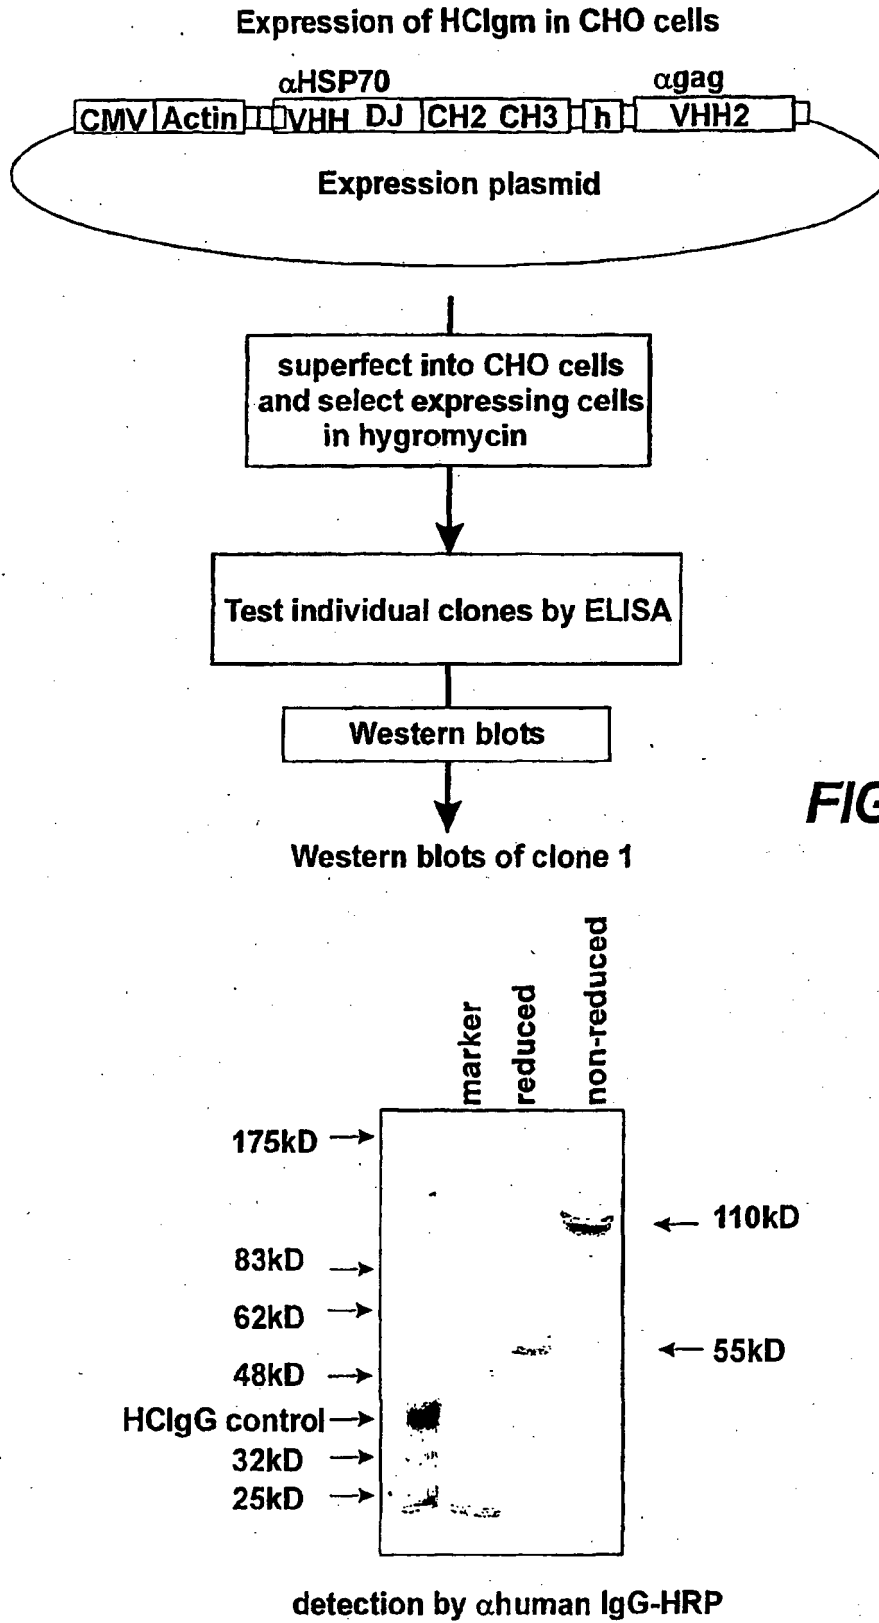 Expression of HCIgm in CHO cells
αHSP70
αgag
CMV Actin VHH DJ CH2 CH3 h VHH2
Expression plasmid
superfect into CHO cells
and select expressing cells
in hygromycin
Test individual clones by ELISA
Western blots
FIG
Western blots of clone 1
marker
reduced
non-reduced
175kD
110kD
83kD
62kD
55kD
48kD
HCIgG control
32kD
25kD
detection by αhuman IgG-HRP